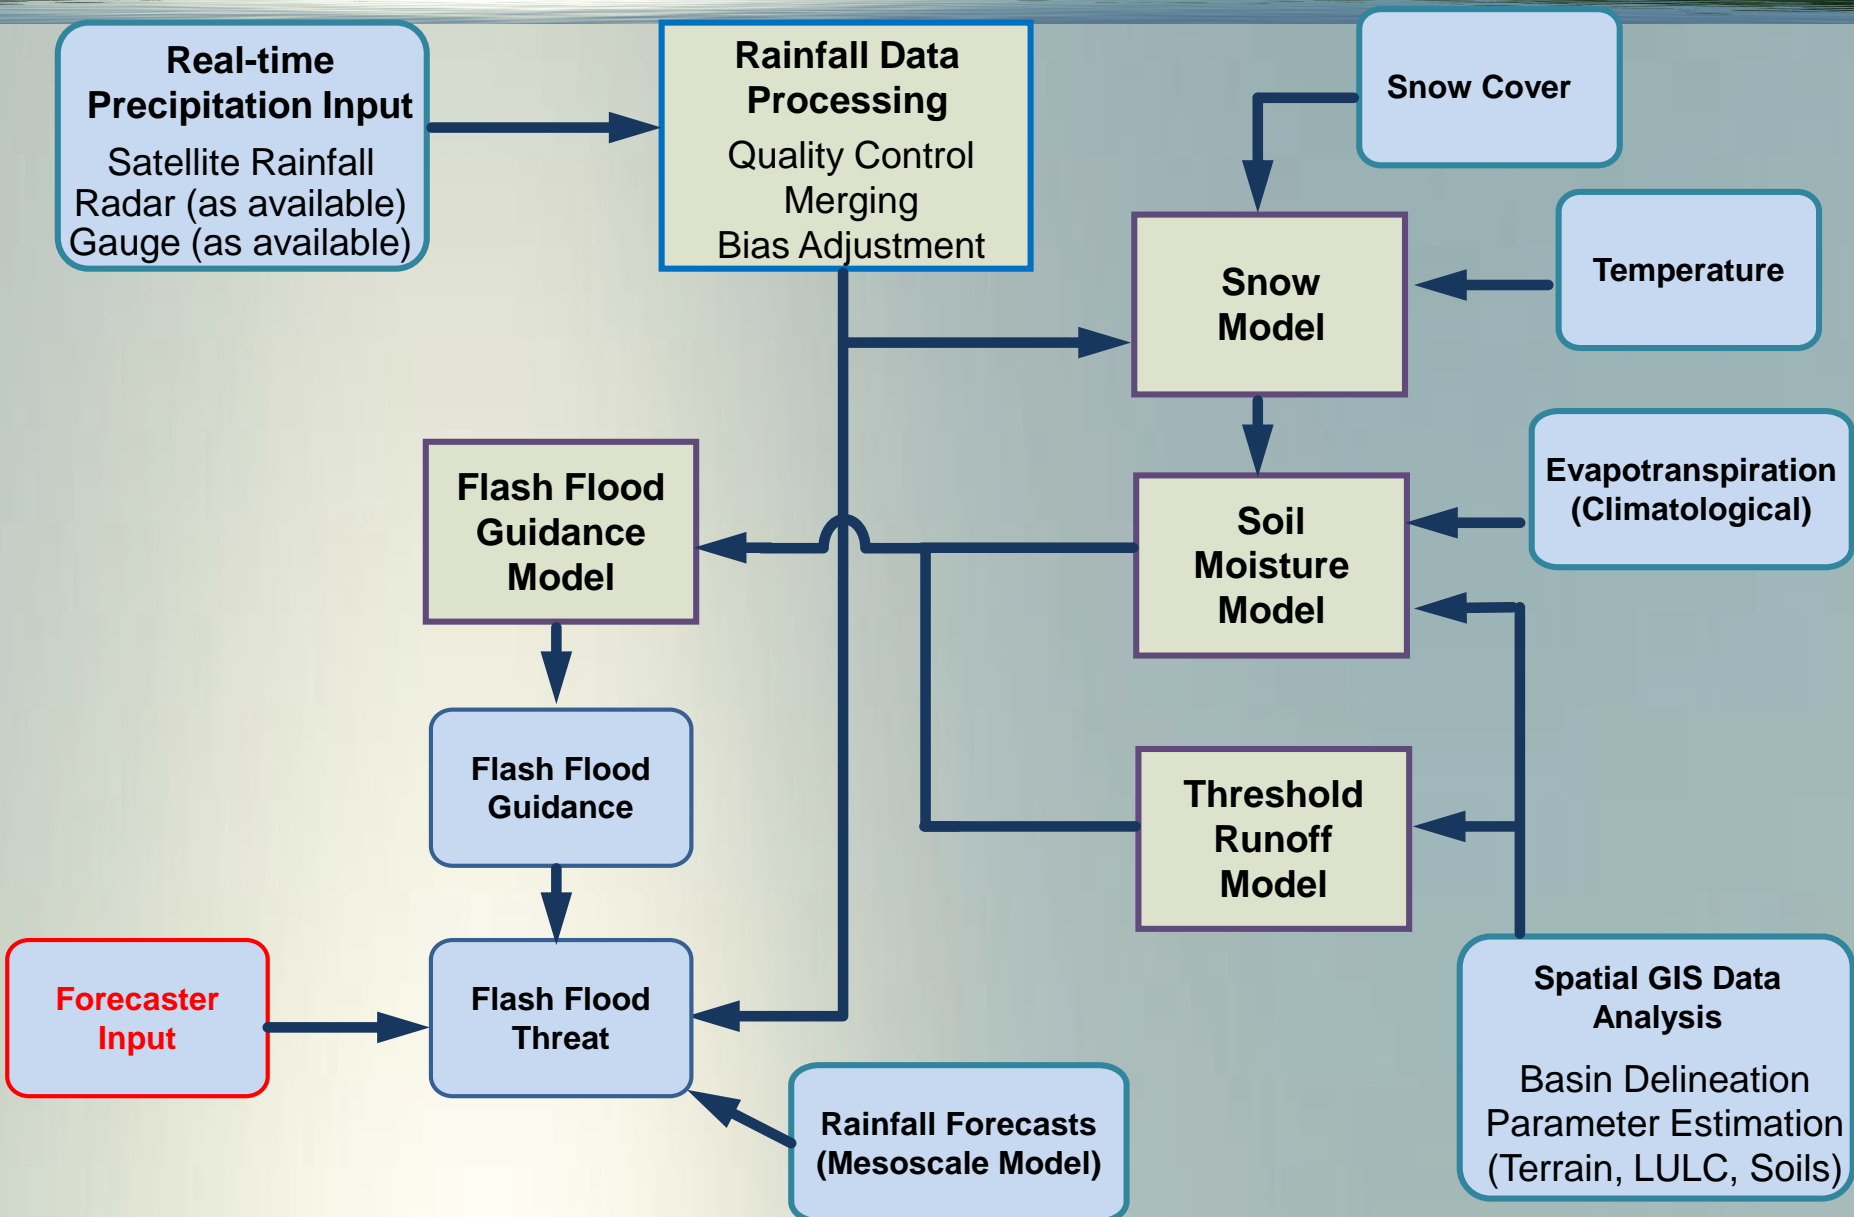 Real-time
Precipitation Input
Satellite Rainfall
Radar (as available)
Gauge (as available)
Rainfall Data
Processing
Quality Control
Merging
Bias Adjustment
Snow Cover
Snow
Model
Temperature
Flash Flood
Guidance
Model
Soil
Moisture
Model
Evapotranspiration
(Climatological)
Flash Flood
Guidance
Threshold
Runoff
Model
Forecaster
Input
Flash Flood
Threat
Rainfall Forecasts
(Mesoscale Model)
Spatial GIS Data
Analysis
Basin Delineation
Parameter Estimation
(Terrain, LULC, Soils)